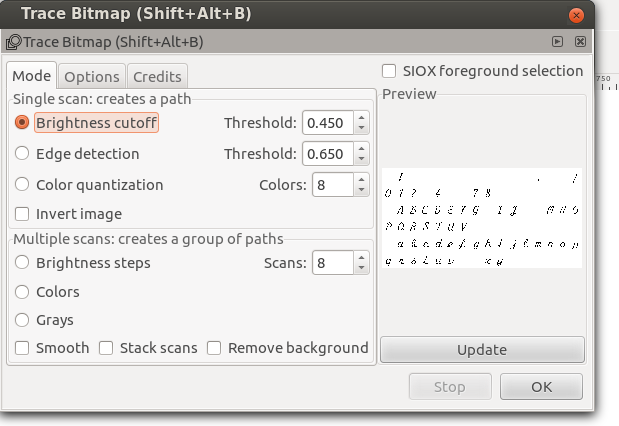 Trace Bitmap (Shift+Alt+B)
Trace Bitmap (Shift+Alt+B)
Mode Options Credits
SIOX foreground selection
Single scan: creates a path
Preview
Brightness cutoff Threshold: 0.450
Edge detection Threshold: 0.650
Color quantization Colors: 8
Invert image
Multiple scans: creates a group of paths
Brightness steps Scans: 8
Colors
Grays
Smooth Stack scans Remove background
Update
Stop OK
750